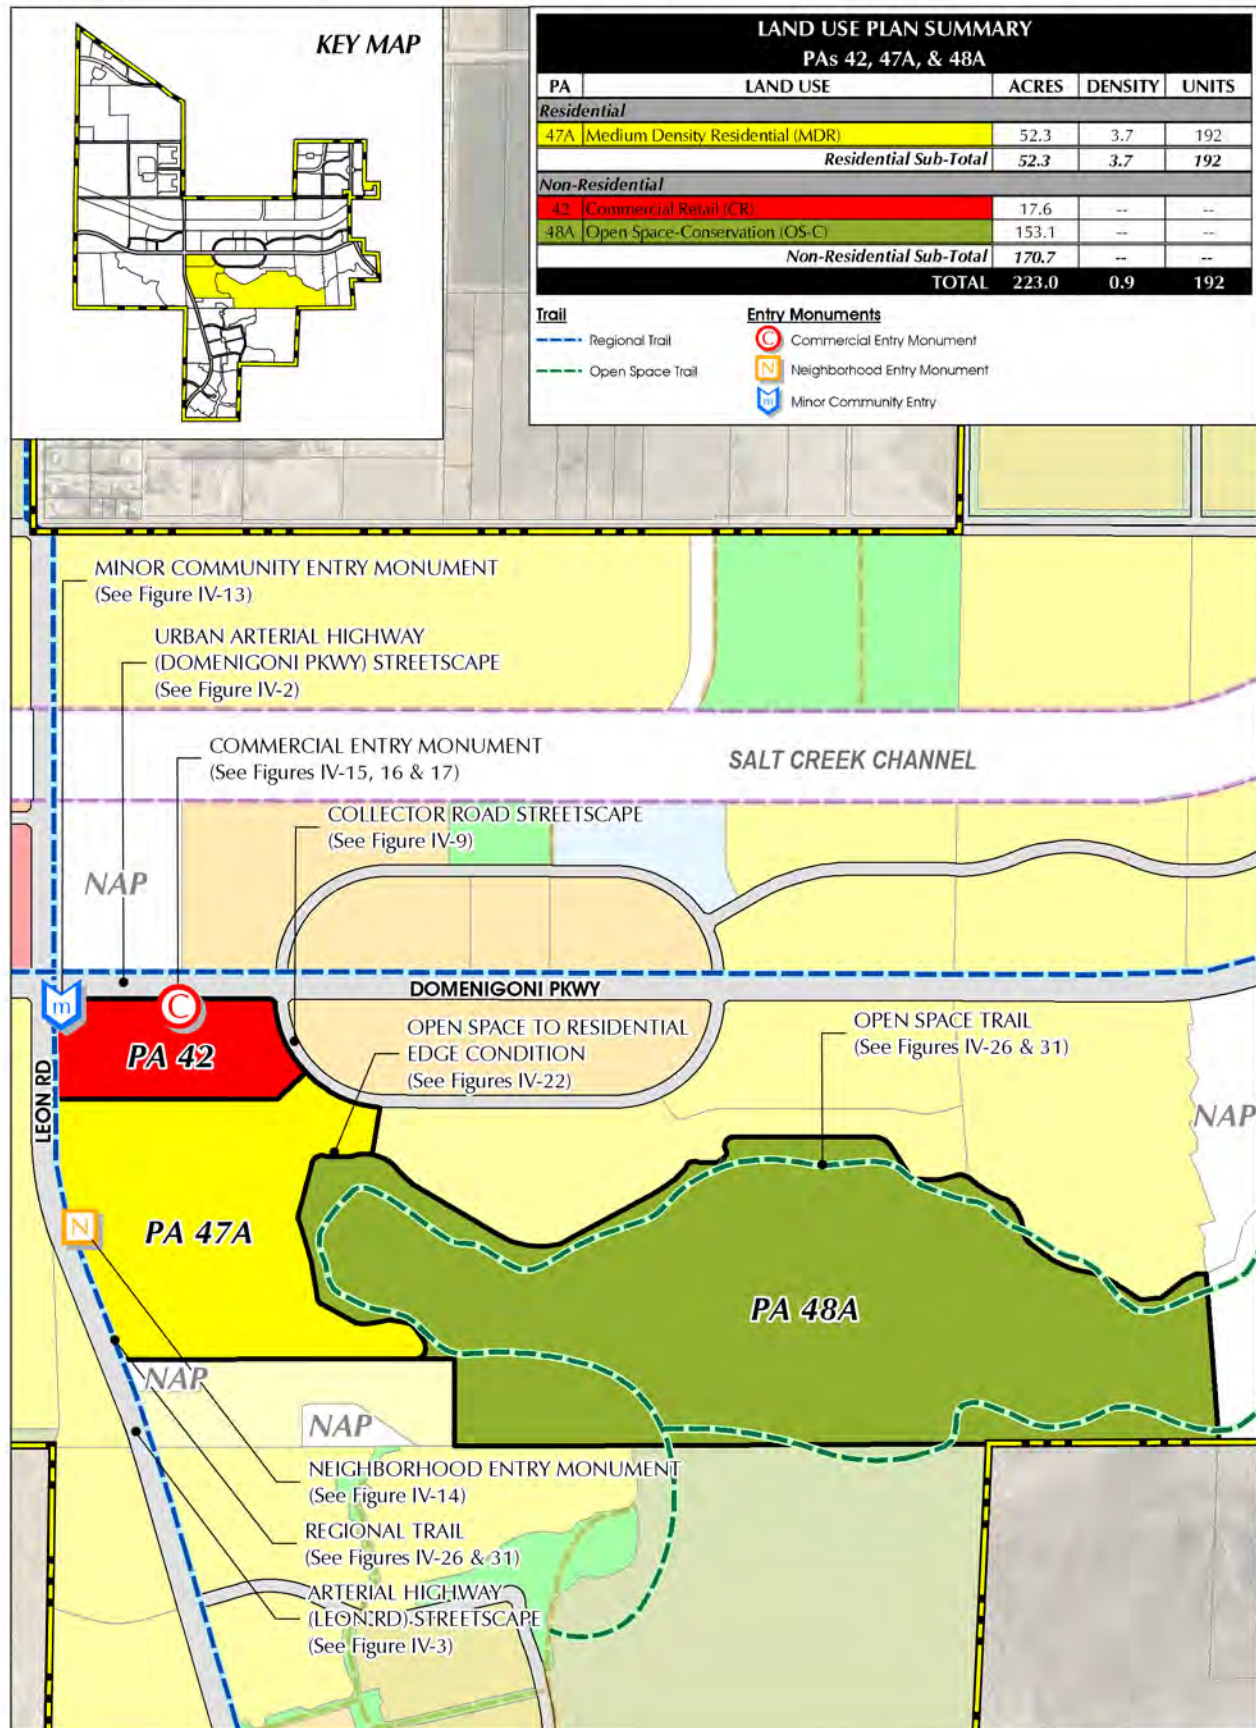 KEY MAP
LAND USE PLAN SUMMARY
PAs 42, 47A, & 48A
PA LAND USE ACRES DENSITY UNITS
Residential
47A Medium Density Residential (MDR) 52.3 3.7 192
Residential Sub-Total 52.3 3.7 192
Non-Residential
42 Commercial Retail (CR) 17.6 -- --
48A Open Space-Conservation (OS-C) 153.1 -- --
Non-Residential Sub-Total 170.7 -- --
TOTAL 223.0 0.9 192
Trail
Regional Trail
Open Space Trail
Entry Monuments
C Commercial Entry Monument
N Neighborhood Entry Monument
m Minor Community Entry
MINOR COMMUNITY ENTRY MONUMENT
(See Figure IV-13)
URBAN ARTERIAL HIGHWAY
(DOMENIGONI PKWY) STREETSCAPE
(See Figure IV-2)
COMMERCIAL ENTRY MONUMENT
(See Figures IV-15, 16 & 17)
SALT CREEK CHANNEL
COLLECTOR ROAD STREETSCAPE
(See Figure IV-9)
NAP
DOMENIGONI PKWY
m
C
PA 42
OPEN SPACE TO RESIDENTIAL
EDGE CONDITION
(See Figures IV-22)
OPEN SPACE TRAIL
(See Figures IV-26 & 31)
LEON RD
NAP
N
PA 47A
PA 48A
NAP
NAP
NEIGHBORHOOD ENTRY MONUMENT
(See Figure IV-14)
REGIONAL TRAIL
(See Figures IV-26 & 31)
ARTERIAL HIGHWAY
(LEON RD) STREETSCAPE
(See Figure IV-3)